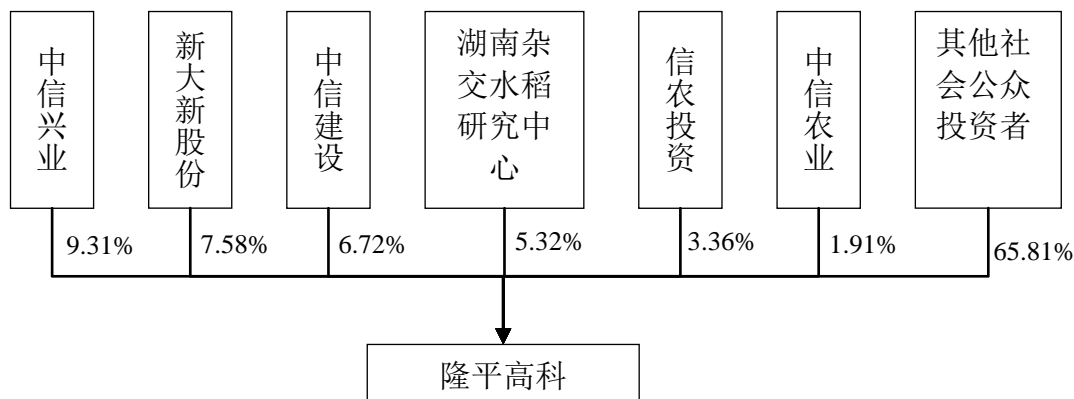 中信兴业
新大新股份
中信建设
湖南杂
交水稻
研究中
心
信农投资
中信农业
其他社
会公众
投资者
9.31%
7.58%
6.72%
5.32%
3.36%
1.91%
65.81%
隆平高科